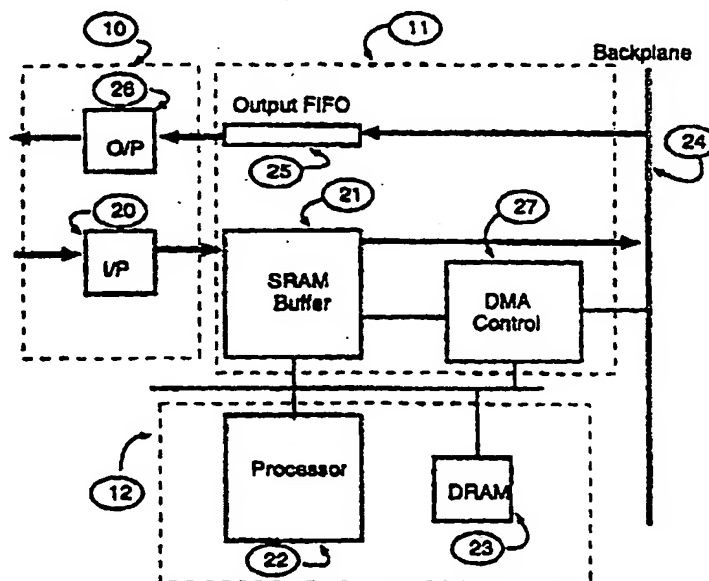 10
11
Backplane
26
Output FIFO
O/P
25
24
20
21
27
I/P
SRAM
Buffer
DMA
Control
12
Processor
DRAM
22
23